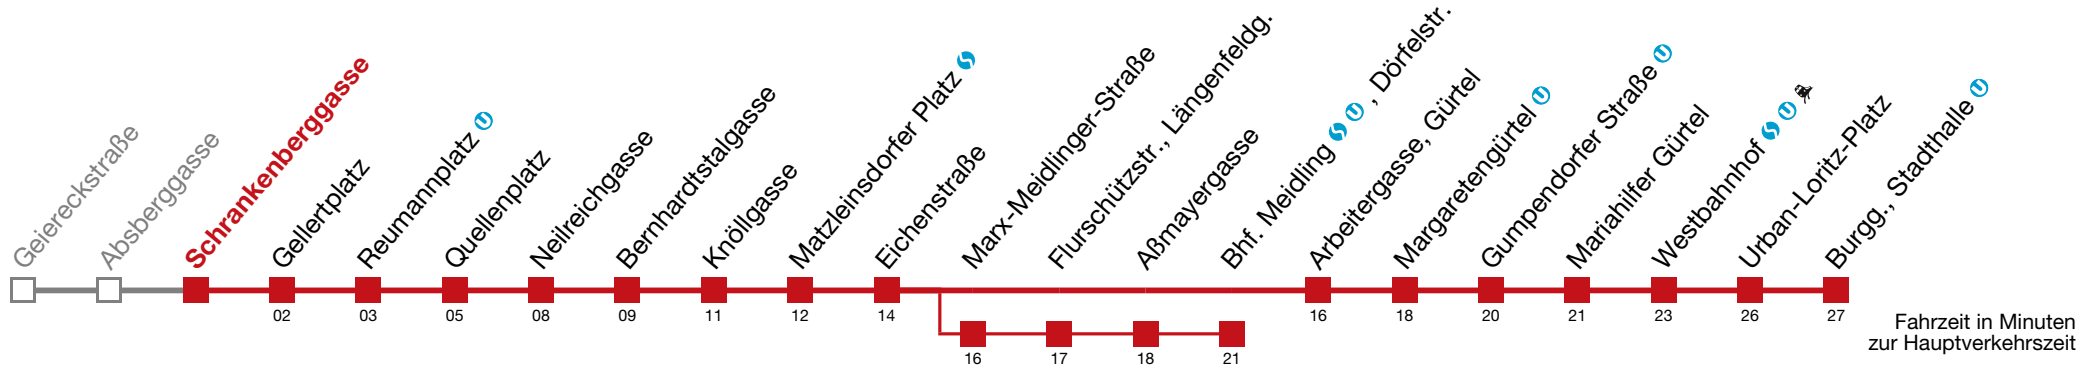 Geiereckstraße
Absberggasse
Schrankenberggasse
Gellertplatz
Reumannplatz U
Quellenplatz
Neilreichgasse
Bernhardtstalgasse
Knöllgasse
Matzleinsdorfer Platz S
Eichenstraße
Marx-Meidlinger-Straße
Flurschützstr., Längenfeldg.
Aßmayergasse
Bhf. Meidling S U , Dörfelstr.
Arbeitergasse, Gürtel
Margaretengürtel U
Gumpendorfer Straße U
Mariahilfer Gürtel
Westbahnhof S U
Urban-Loritz-Platz
Burgg., Stadthalle U
02 03 05 08 09 11 12 14 16 18 20 21 23 26 27
16 17 18 21
Fahrzeit in Minuten
zur Hauptverkehrszeit